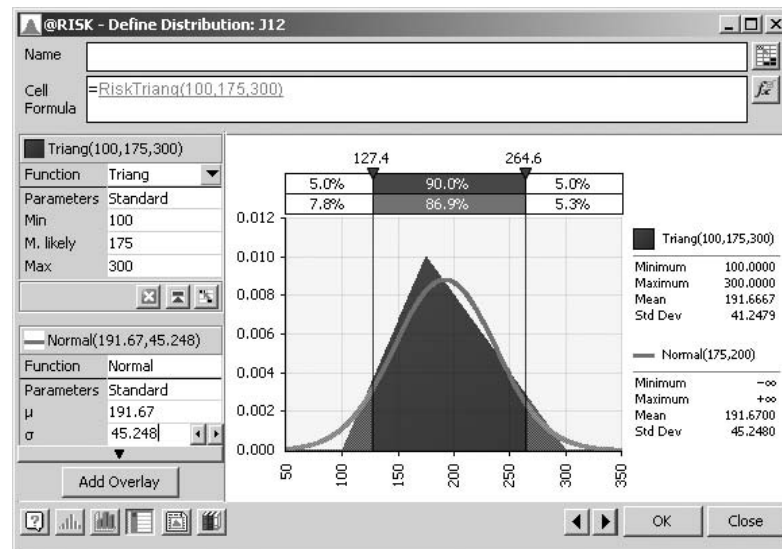 @RISK - Define Distribution: J12
Name
Cell Formula
=RiskTriang(100,175,300)
Triang(100,175,300)
Function Triang
Parameters Standard
Min 100
M. likely 175
Max 300
Normal(191.67,45.248)
Function Normal
Parameters Standard
μ 191.67
σ 45.248
Add Overlay
127.4 264.6
5.0% 90.0% 5.0%
7.8% 86.9% 5.3%
0.012
0.010
0.008
0.006
0.004
0.002
0.000
50 100 150 200 250 300 350
Triang(100,175,300)
Minimum 100.0000
Maximum 300.0000
Mean 191.6667
Std Dev 41.2479
Normal(175,200)
Minimum -∞
Maximum +∞
Mean 191.6700
Std Dev 45.2480
OK Close